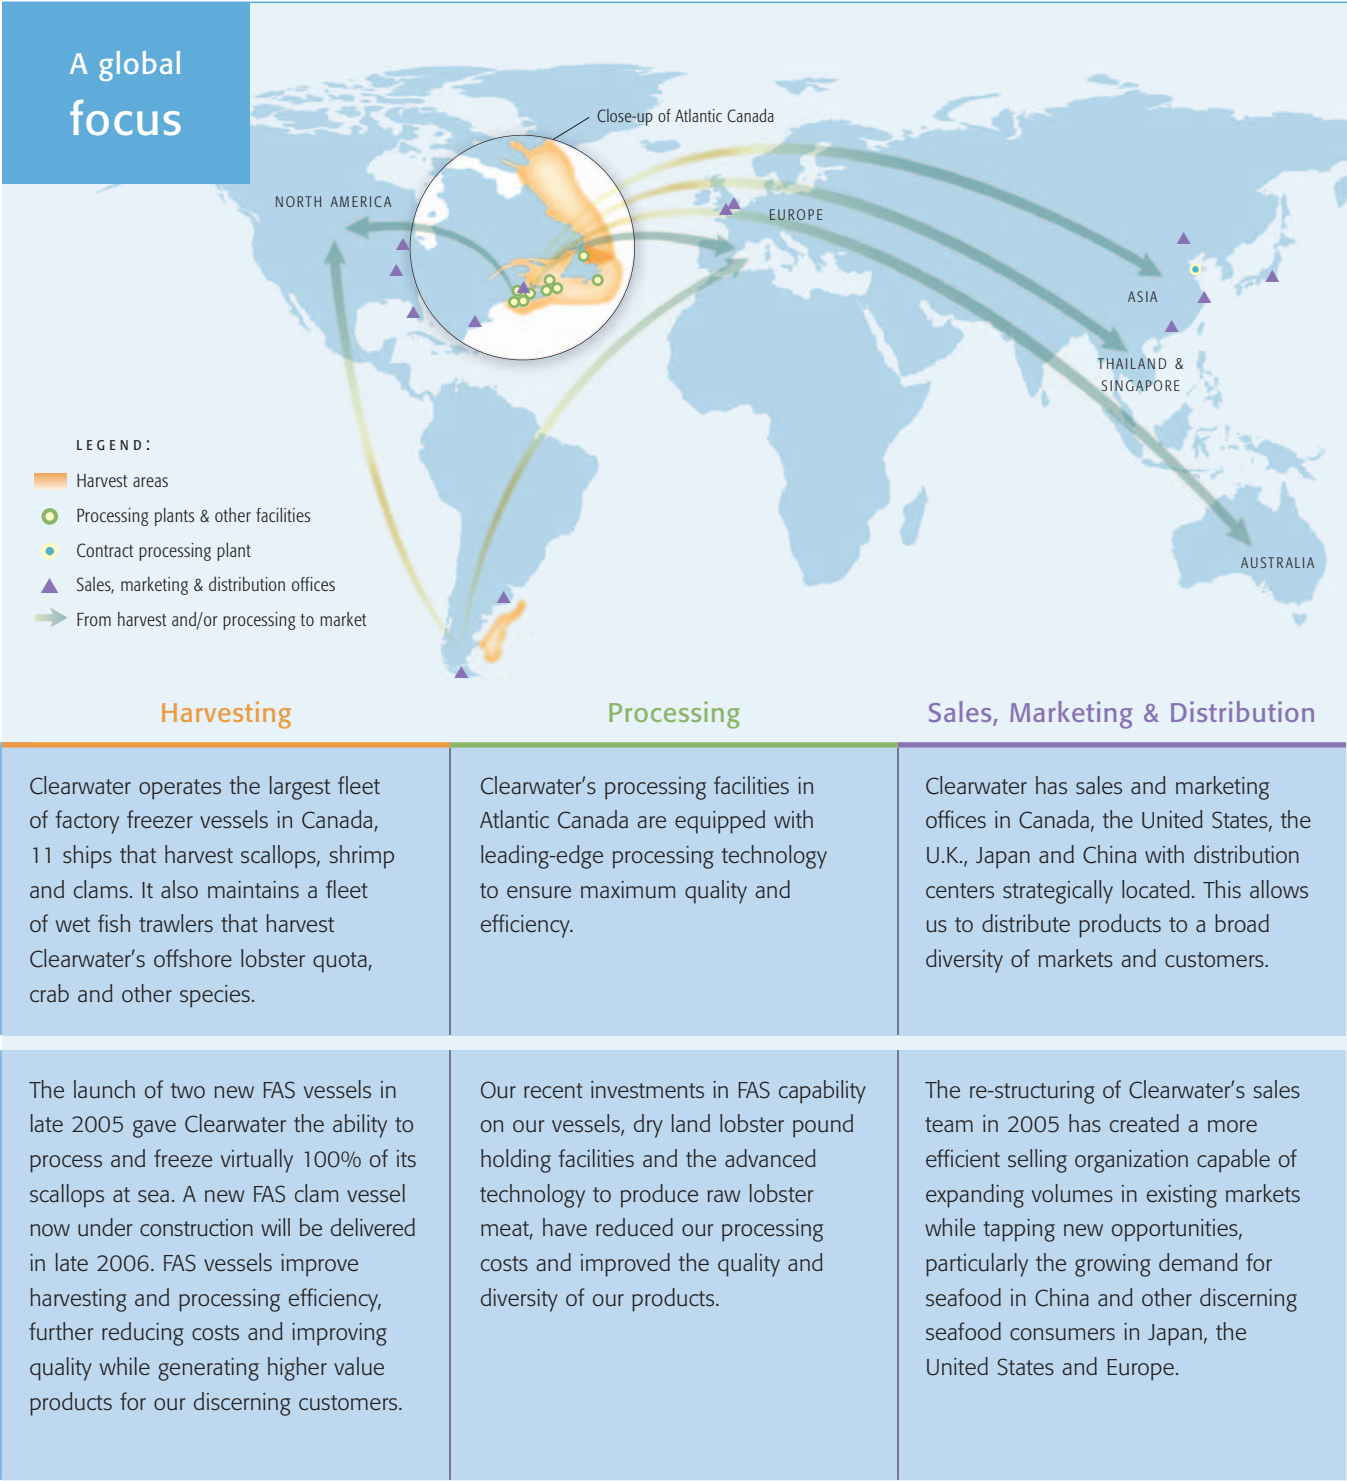 A global
focus
Close-up of Atlantic Canada
NORTH AMERICA
EUROPE
ASIA
THAILAND &
SINGAPORE
AUSTRALIA
LEGEND:
Harvest areas
Processing plants & other facilities
Contract processing plant
Sales, marketing & distribution offices
From harvest and/or processing to market
Harvesting
Clearwater operates the largest fleet
of factory freezer vessels in Canada,
11 ships that harvest scallops, shrimp
and clams. It also maintains a fleet
of wet fish trawlers that harvest
Clearwater's offshore lobster quota,
crab and other species.
The launch of two new FAS vessels in
late 2005 gave Clearwater the ability to
process and freeze virtually 100% of its
scallops at sea. A new FAS clam vessel
now under construction will be delivered
in late 2006. FAS vessels improve
harvesting and processing efficiency,
further reducing costs and improving
quality while generating higher value
products for our discerning customers.
Processing
Clearwater's processing facilities in
Atlantic Canada are equipped with
leading-edge processing technology
to ensure maximum quality and
efficiency.
Our recent investments in FAS capability
on our vessels, dry land lobster pound
holding facilities and the advanced
technology to produce raw lobster
meat, have reduced our processing
costs and improved the quality and
diversity of our products.
Sales, Marketing & Distribution
Clearwater has sales and marketing
offices in Canada, the United States, the
U.K., Japan and China with distribution
centers strategically located. This allows
us to distribute products to a broad
diversity of markets and customers.
The re-structuring of Clearwater's sales
team in 2005 has created a more
efficient selling organization capable of
expanding volumes in existing markets
while tapping new opportunities,
particularly the growing demand for
seafood in China and other discerning
seafood consumers in Japan, the
United States and Europe.